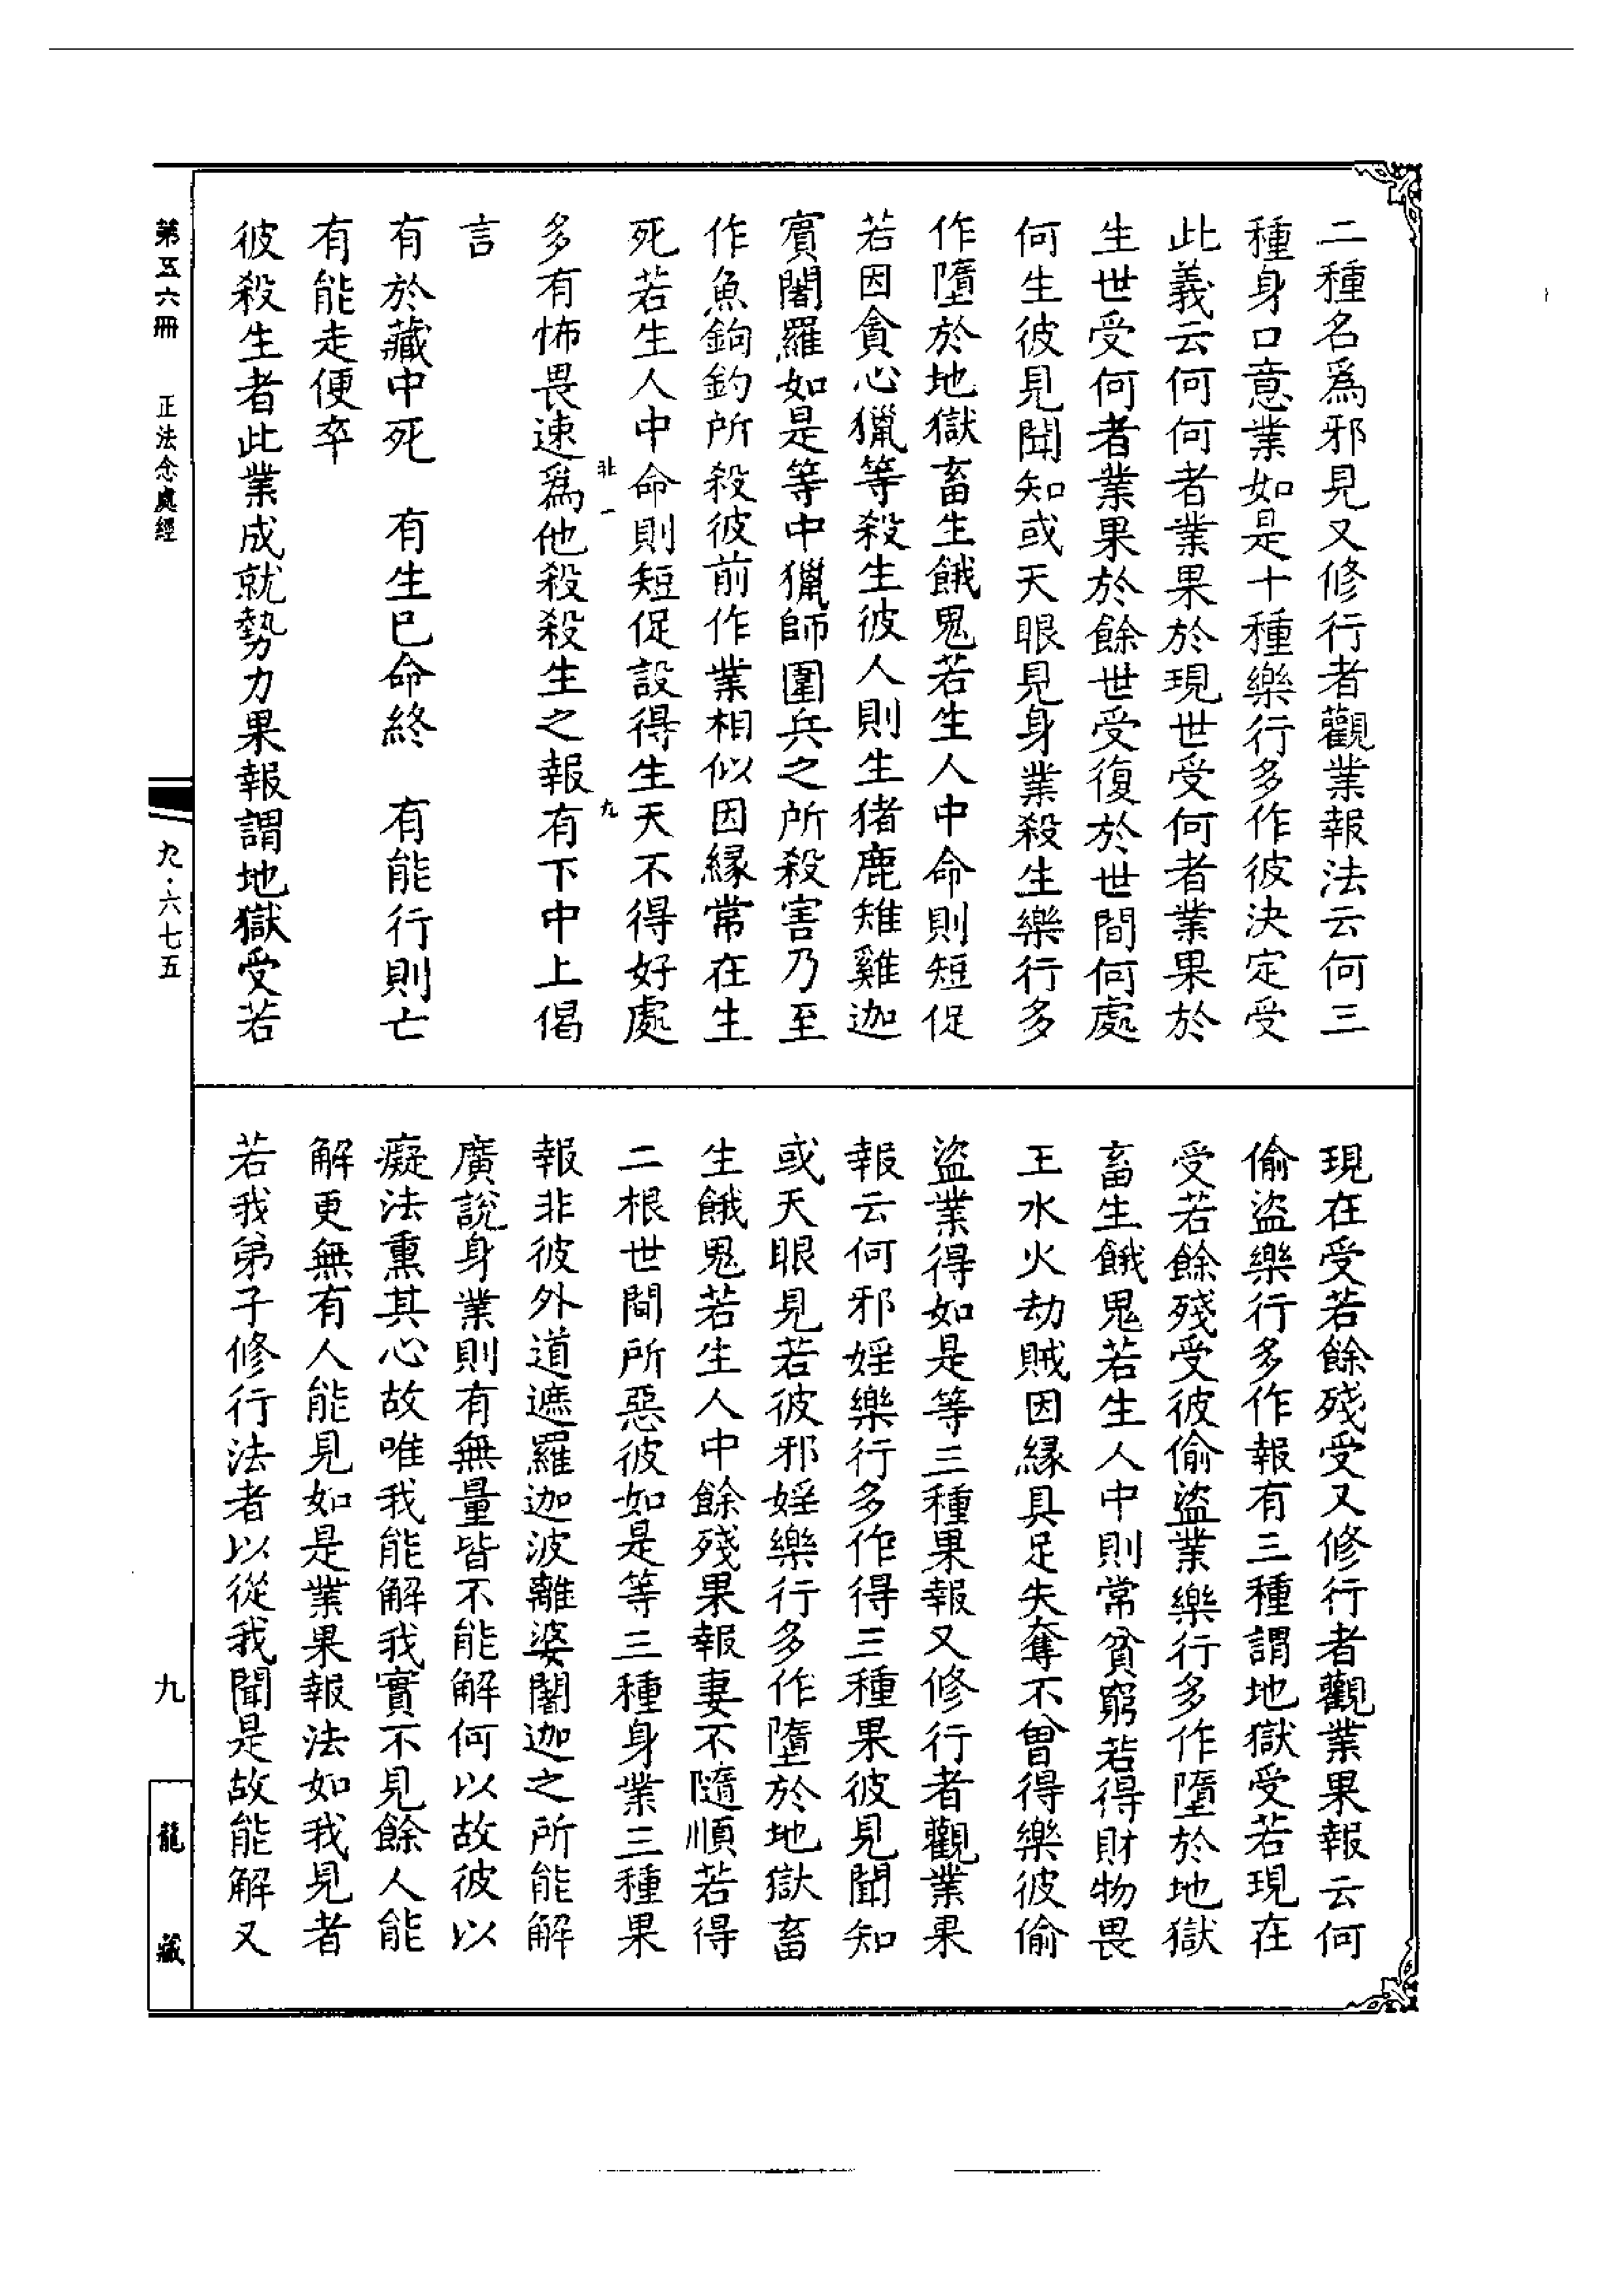 二種名爲邪見又修行者觀業報法云何三
種身口意業如是十種樂行多作彼決定受
此義云何何者業果於現世受何者業果於
生世受何者業果於餘世受復於世間何處
何生彼見聞知或天眼見身業殺生樂行多
作墮於地獄畜生餓鬼若生人中命則短促
若因貪心獵等殺生彼人則生猪鹿雉雞迦
賓闍羅如是等中獵師圍兵之所殺害乃至
作魚鉤釣所殺彼前作業相似因緣常在生
死若生人中命則短促設得生天不得好處
非一
九
多有怖畏速爲他殺殺生之報有下中上偈
言
有於藏中死　有生已命終　有能行則亡
有能走便卒
彼殺生者此業成就勢力果報謂地獄受若
現在受若餘殘受又修行者觀業果報云何
偷盜樂行多作報有三種謂地獄受若現在
受若餘殘受彼偷盜業樂行多作墮於地獄
畜生餓鬼若生人中則常貧窮若得財物畏
王水火劫賊因緣具足失奪不曾得樂彼偷
盜業得如是等三種果報又修行者觀業果
報云何邪婬樂行多作得三種果彼見聞知
或天眼見若彼邪婬樂行多作墮於地獄畜
生餓鬼若生人中餘殘果報妻不隨順若得
二根世間所惡彼如是等三種身業三種果
報非彼外道遮羅迦波離婆闍迦之所能解
廣說身業則有無量皆不能解何以故彼以
癡法熏其心故唯我能解我實不見餘人能
解更無有人能見如是業果報法如我見者
若我弟子修行法者以從我聞是故能解又
第五六冊　正法念處經
九·六七五
九
龍藏